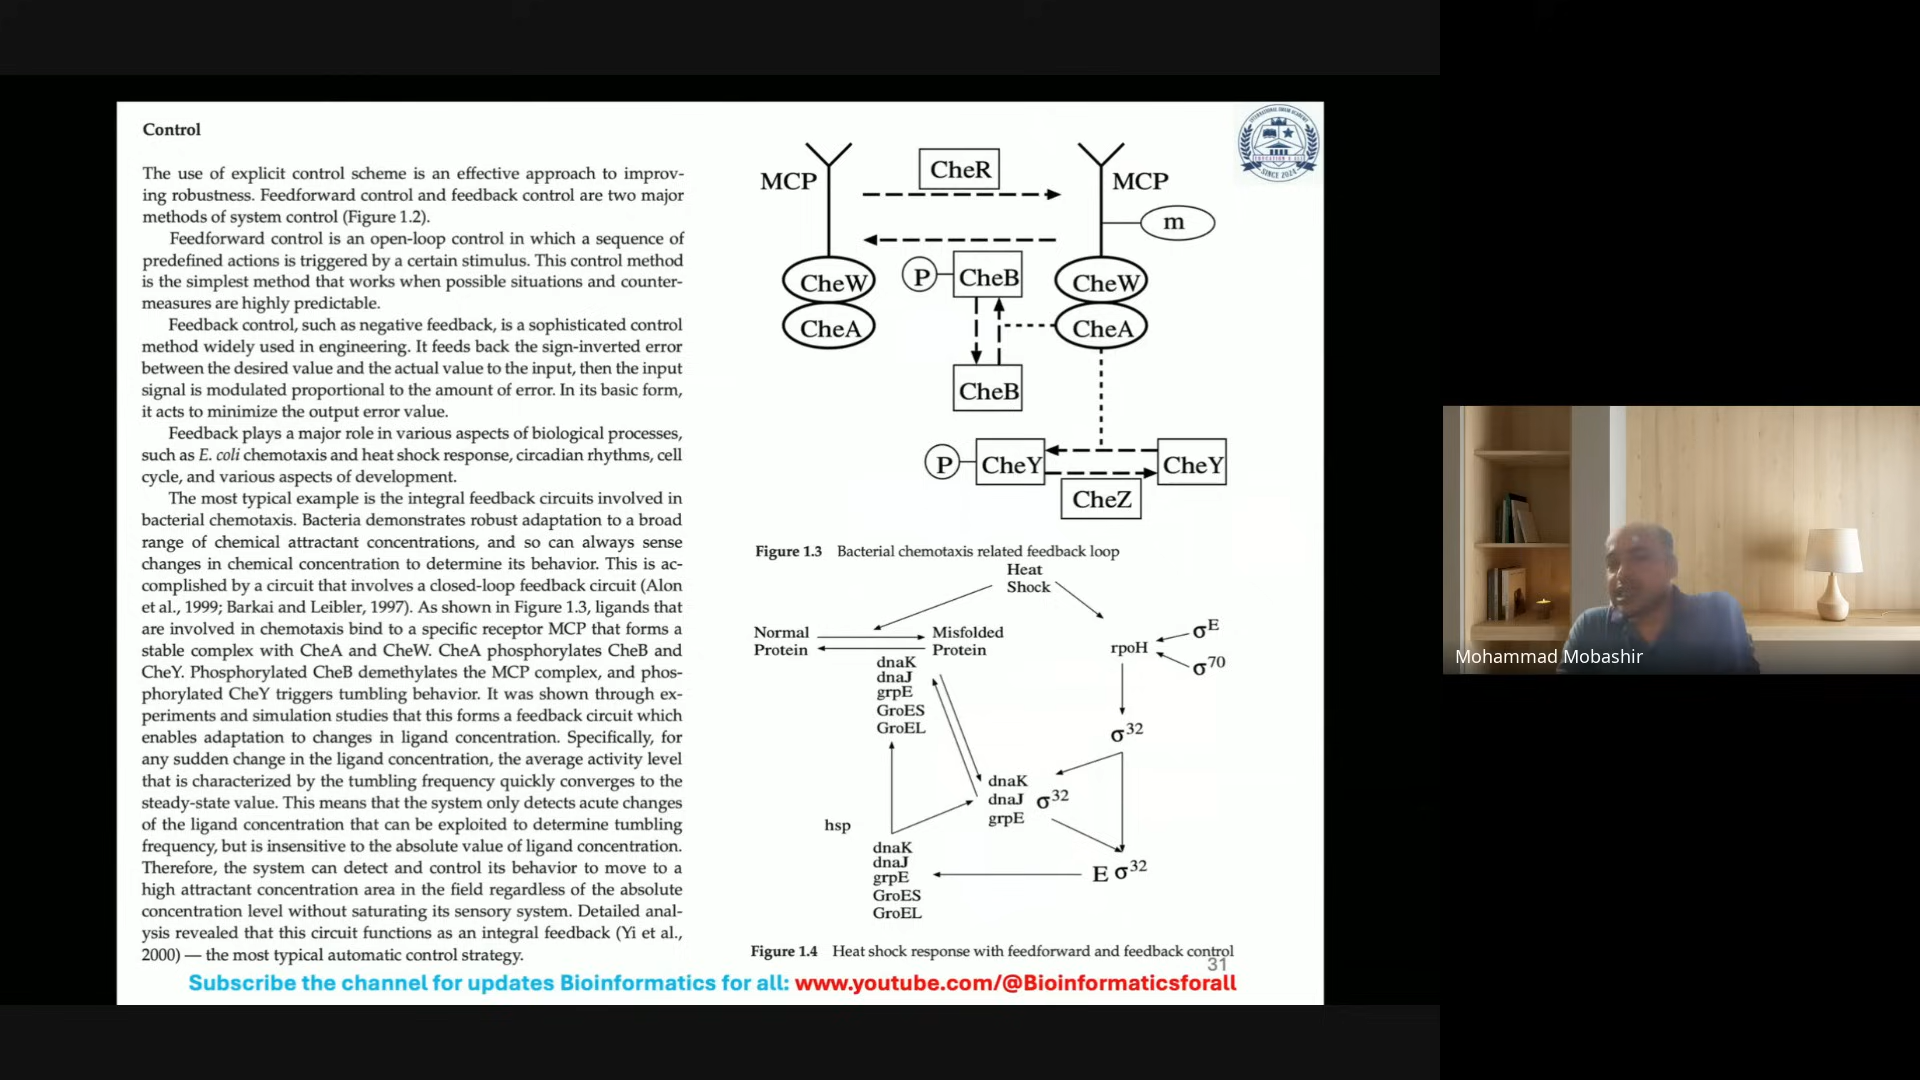 Control
The use of explicit control scheme is an effective approach to improv-
ing robustness. Feedforward control and feedback control are two major
methods of system control (Figure 1.2).
Feedforward control is an open-loop control in which a sequence of
predefined actions is triggered by a certain stimulus. This control method
is the simplest method that works when possible situations and counter-
measures are highly predictable.
Feedback control, such as negative feedback, is a sophisticated control
method widely used in engineering. It feeds back the sign-inverted error
between the desired value and the actual value to the input, then the input
signal is modulated proportional to the amount of error. In its basic form,
it acts to minimize the output error value.
Feedback plays a major role in various aspects of biological processes,
such as E. coli chemotaxis and heat shock response, circadian rhythms, cell
cycle, and various aspects of development.
The most typical example is the integral feedback circuits involved in
bacterial chemotaxis. Bacteria demonstrates robust adaptation to a broad
range of chemical attractant concentrations, and so can always sense
changes in chemical concentration to determine its behavior. This is ac-
complished by a circuit that involves a closed-loop feedback circuit (Alon
et al., 1999; Barkai and Leibler, 1997). As shown in Figure 1.3, ligands that
are involved in chemotaxis bind to a specific receptor MCP that forms a
stable complex with CheA and CheW. CheA phosphorylates CheB and
CheY. Phosphorylated CheB demethylates the MCP complex, and phos-
phorylated CheY triggers tumbling behavior. It was shown through ex-
periments and simulation studies that this forms a feedback circuit which
enables adaptation to changes in ligand concentration. Specifically, for
any sudden change in the ligand concentration, the average activity level
that is characterized by the tumbling frequency quickly converges to the
steady-state value. This means that the system only detects acute changes
of the ligand concentration that can be exploited to determine tumbling
frequency, but is insensitive to the absolute value of ligand concentration.
Therefore, the system can detect and control its behavior to move to a
high attractant concentration area in the field regardless of the absolute
concentration level without saturating its sensory system. Detailed anal-
ysis revealed that this circuit functions as an integral feedback (Yi et al.,
2000) — the most typical automatic control strategy.
MCP
CheR
MCP
m
CheW
P
CheB
CheW
CheA
CheA
CheB
P
CheY
CheY
CheZ
Figure 1.3 Bacterial chemotaxis related feedback loop
Heat
Shock
Normal
Protein
Misfolded
Protein
dnaK
dnaJ
grpE
GroES
GroEL
rpoH
σE
σ70
σ32
dnaK
dnaJ σ32
grpE
hsp
dnaK
dnaJ
grpE
GroES
GroEL
E σ32
Figure 1.4 Heat shock response with feedforward and feedback control
31
Subscribe the channel for updates Bioinformatics for all: www.youtube.com/@Bioinformaticsforall
SINCE 2024
Mohammad Mobashir